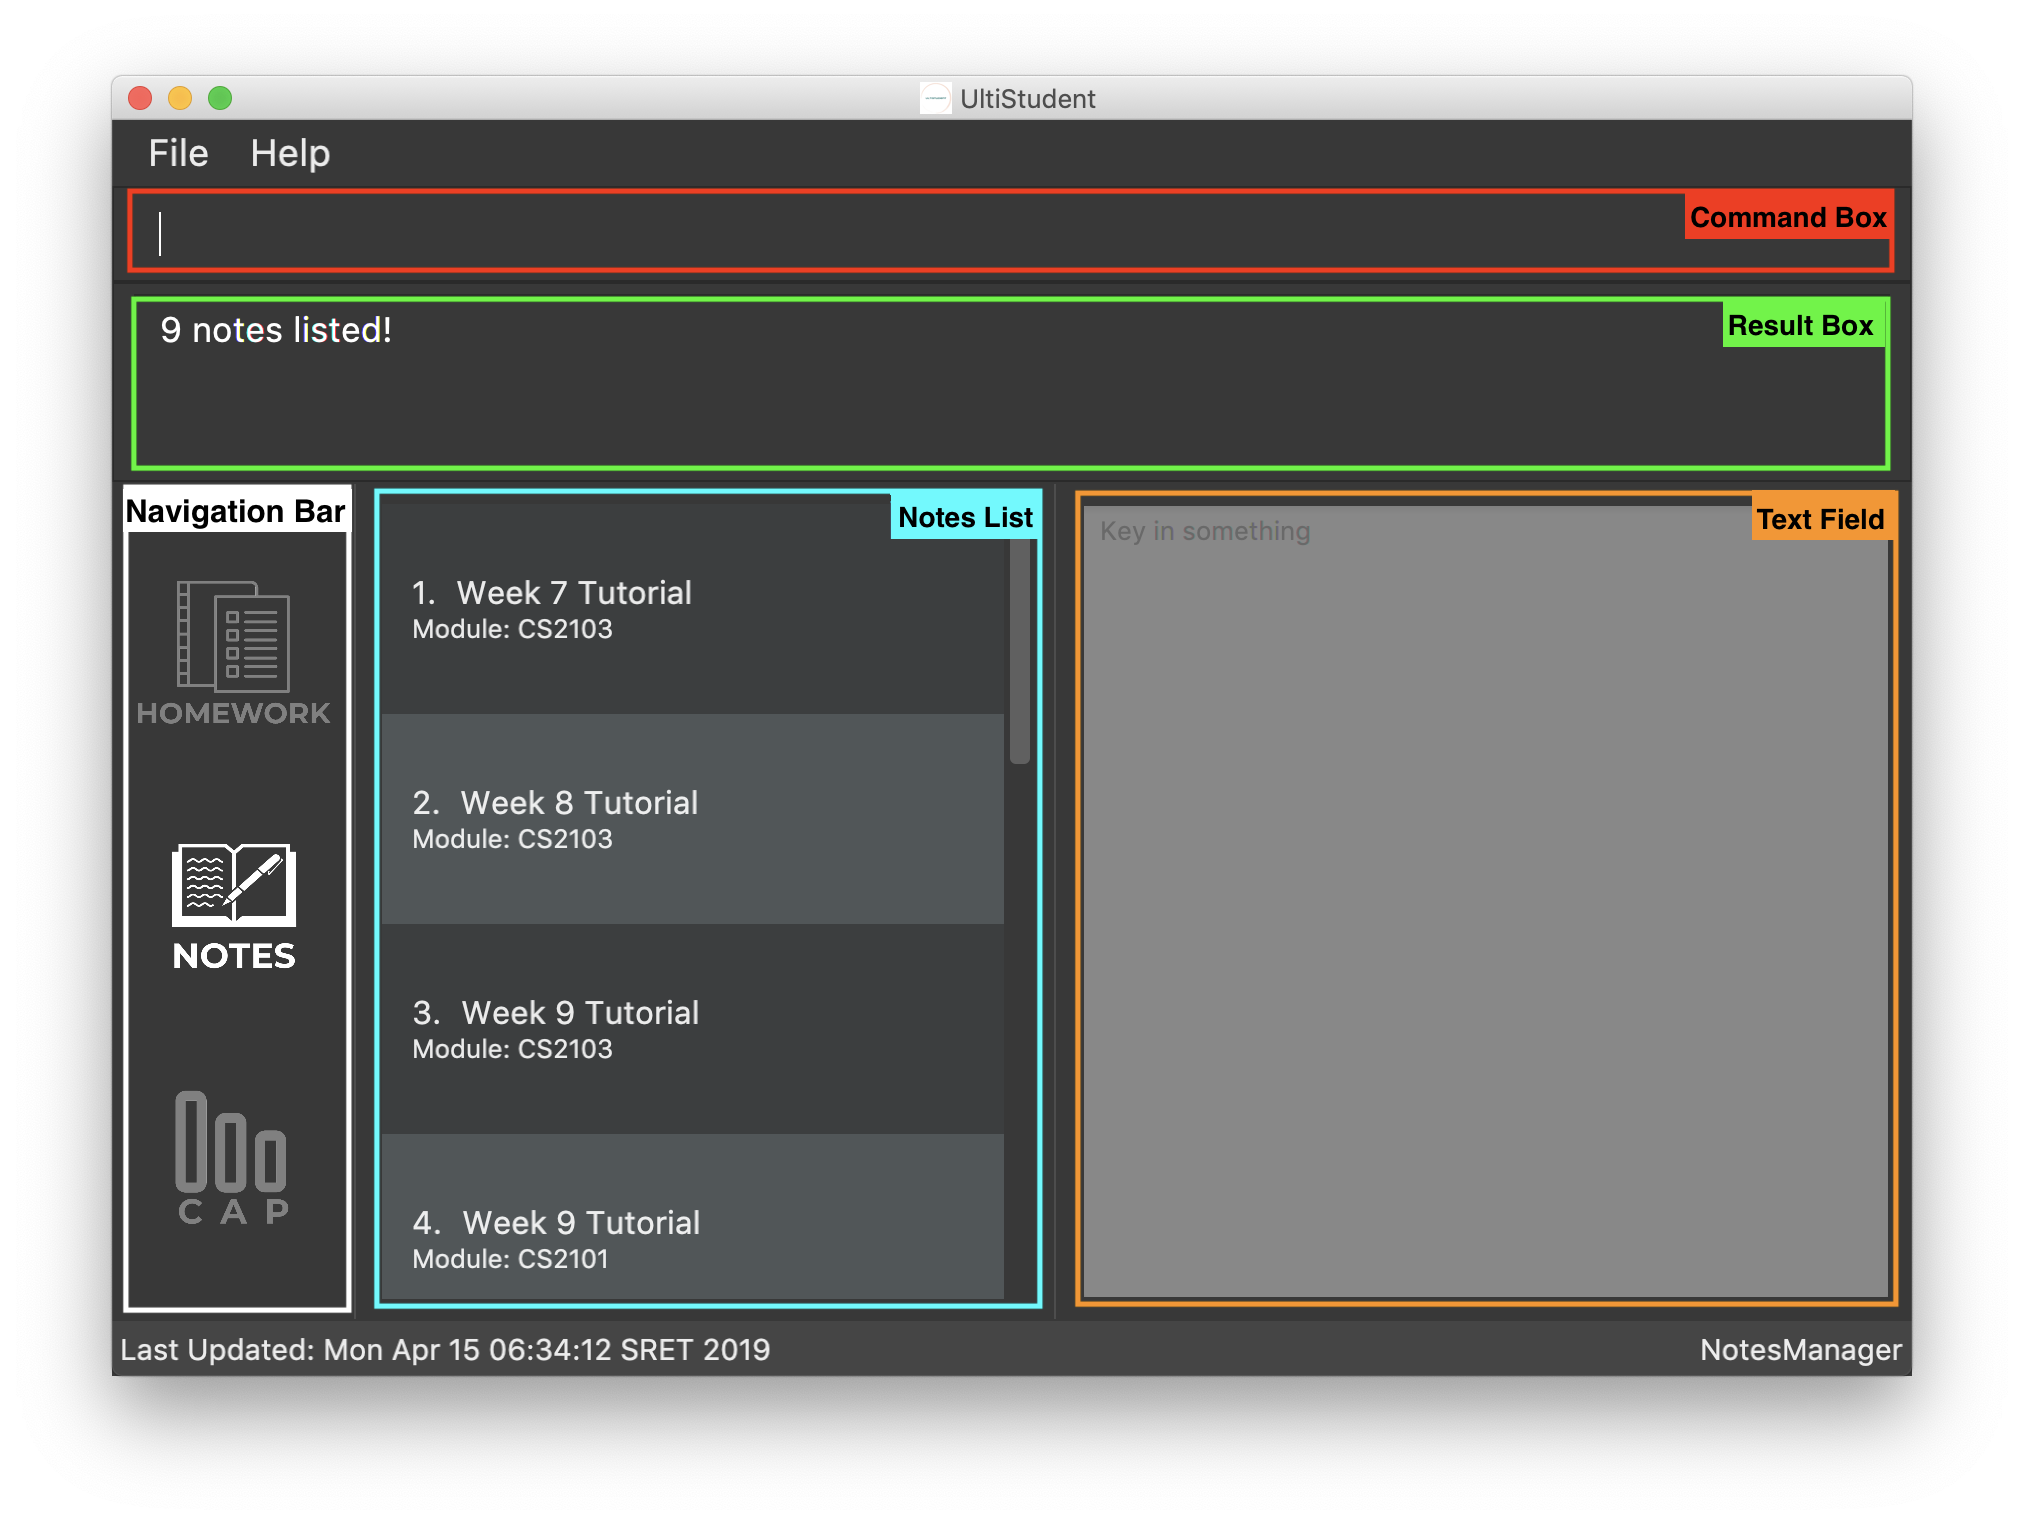 UltiStudent
File Help
Command Box
9 notes listed!
Result Box
Navigation Bar
HOMEWORK
NOTES
CAP
Notes List
1. Week 7 Tutorial
Module: CS2103
2. Week 8 Tutorial
Module: CS2103
3. Week 9 Tutorial
Module: CS2103
4. Week 9 Tutorial
Module: CS2101
Text Field
Key in something
Last Updated: Mon Apr 15 06:34:12 SRET 2019
NotesManager